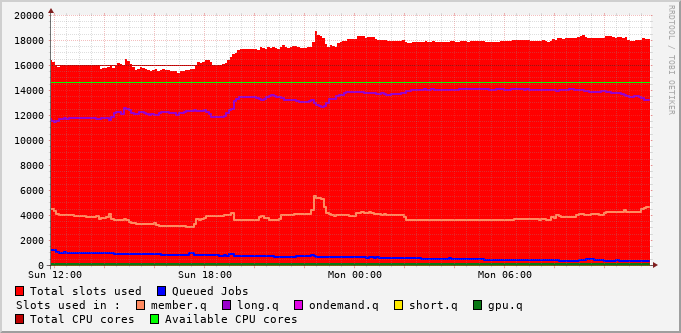 RRDTOOL / TOBI OETIKER
20000
18000
16000
14000
12000
10000
8000
6000
4000
2000
0
Sun 12:00 Sun 18:00 Mon 00:00 Mon 06:00
Total slots used Queued Jobs
Slots used in : member.q long.q ondemand.q short.q gpu.q
Total CPU cores Available CPU cores